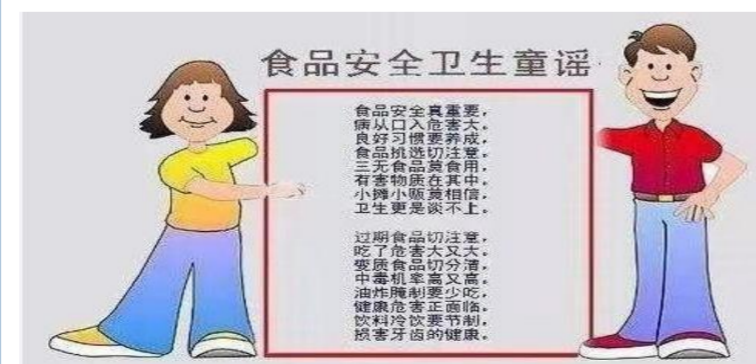 食品安全卫生童谣
食品安全真重要，
病从口入危害大。
良好习惯要养成，
食品挑选切注意。
三无食品莫食用，
有害物质在其中。
小摊小贩莫相信，
卫生更是谈不上。
过期食品切注意，
吃了危害大又大。
变质食品切分清，
中毒机率高又高。
油炸腌制要少吃，
健康危害正面临。
饮料冷饮要节制，
损害牙齿的健康。